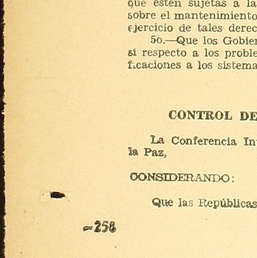 que estén sujetas a la
sobre el mantenimiento
ejercicio de tales derec
5o.—Que los Gobier
si respecto a los proble
ficaciones a los sistema
CONTROL DE
La Conferencia In
la Paz,
CONSIDERANDO:
Que las Repúblicas
—258